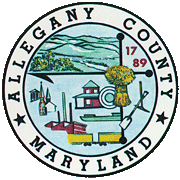 ALLEGANY COUNTY
17
89
★ MARYLAND ★